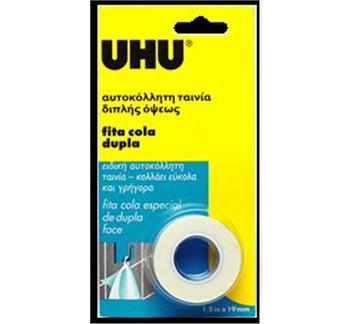 UHU®
αυτοκόλλητη ταινία
διπλής όψεως
fita cola
dupla
ειδική αυτοκόλλητη
ταινία – κολλάει εύκολα
και γρήγορα
fita cola especial
de dupla
face
1,5 m x 19 mm